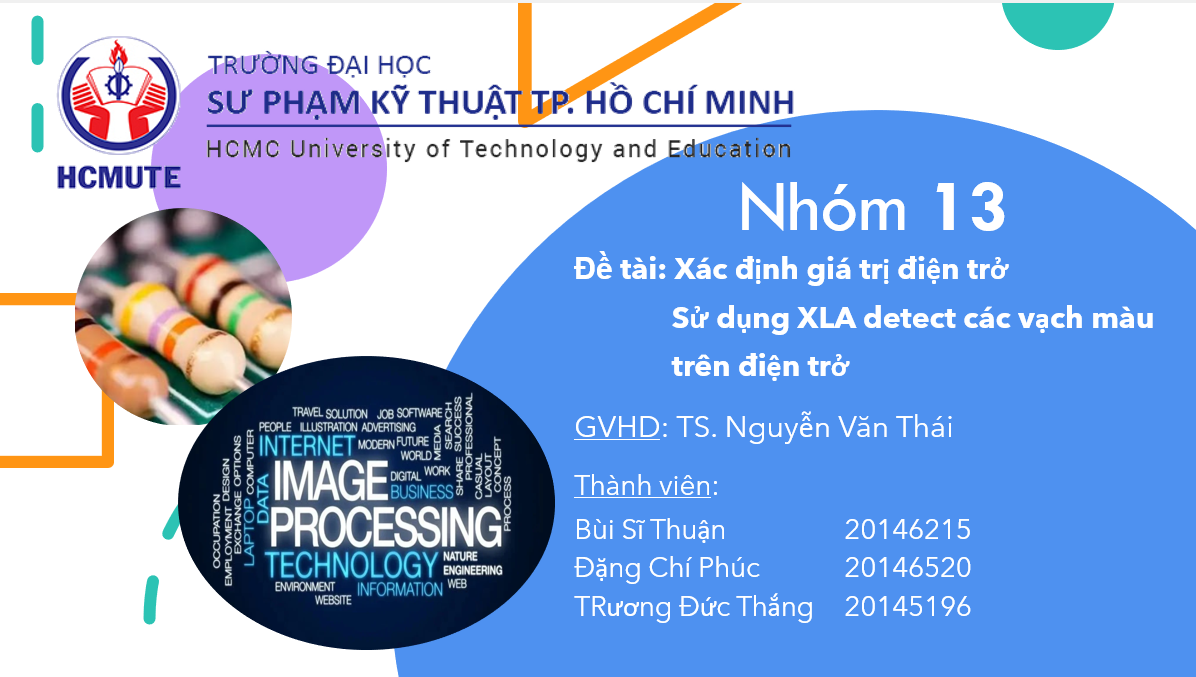 TRƯỜNG ĐẠI HỌC
SƯ PHẠM KỸ THUẬT TP. HỒ CHÍ MINH
HCMC University of Technology and Education
HCMUTE
Nhóm 13
Đề tài: Xác định giá trị điện trở
Sử dụng XLA detect các vạch màu
trên điện trở
GVHD: TS. Nguyễn Văn Thái
Thành viên:
Bùi Sĩ Thuận 20146215
Đặng Chí Phúc 20146520
TRương Đức Thắng 20145196
TRAVEL SOLUTION JOB SOFTWARE
PEOPLE ILLUSTRATION ADVERTISING
INTERNET MODERN FUTURE
WORLD
MEDIA
SEARCH
SHARE SUCCESS
PROFESSIONAL
CASUAL
LAYOUT
CONCEPT
PROCESS
IMAGE DIGITAL WORK
BUSINESS
PROCESSING
TECHNOLOGY NATURE
ENGINEERING
ENVIRONMENT INFORMATION WEB
WEBSITE
OCCUPATION
EMPLOYMENT DESIGN
EXCHANGE OPTIONS
LAPTOP COMPUTER
DATA